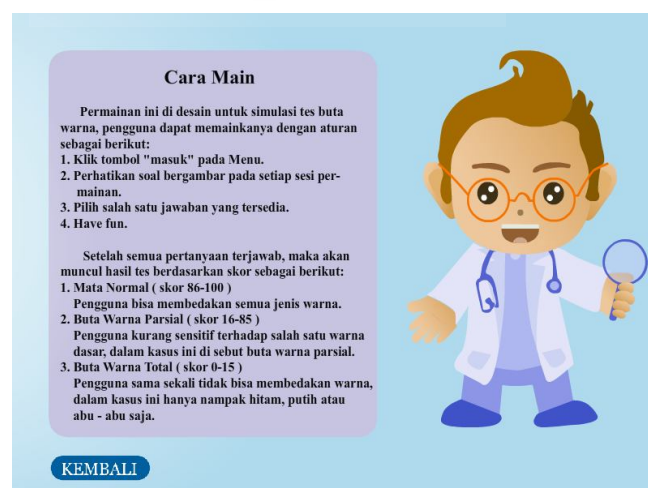 Cara Main
Permainan ini di desain untuk simulasi tes buta
warna, pengguna dapat memainkanya dengan aturan
sebagai berikut:
1. Klik tombol "masuk" pada Menu.
2. Perhatikan soal bergambar pada setiap sesi per-
mainan.
3. Pilih salah satu jawaban yang tersedia.
4. Have fun.
Setelah semua pertanyaan terjawab, maka akan
muncul hasil tes berdasarkan skor sebagai berikut:
1. Mata Normal ( skor 86-100 )
Pengguna bisa membedakan semua jenis warna.
2. Buta Warna Parsial ( skor 16-85 )
Pengguna kurang sensitif terhadap salah satu warna
dasar, dalam kasus ini di sebut buta warna parsial.
3. Buta Warna Total ( skor 0-15 )
Pengguna sama sekali tidak bisa membedakan warna,
dalam kasus ini hanya nampak hitam, putih atau
abu - abu saja.
KEMBALI